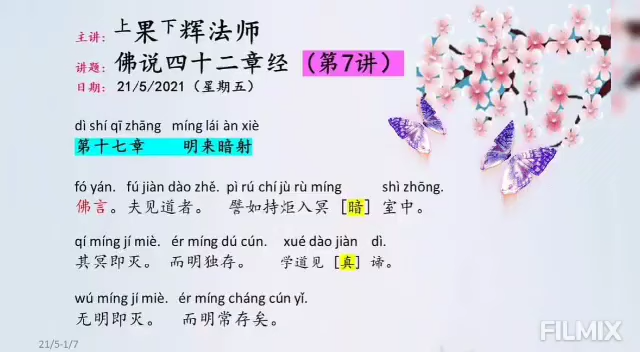 主讲: 上果下辉法师
讲题: 佛说四十二章经 (第7讲)
日期: 21/5/2021 (星期五)
dì shí qī zhāng míng lái àn xiè
第十七章 明来暗射
fó yán. fú jiàn dào zhě. pì rú chí jù rù míng shì zhōng.
佛言。夫见道者。 譬如持炬入冥 [暗] 室中。
qí míng jí miè. ér míng dú cún. xué dào jiàn dì.
其冥即灭。 而明独存。 学道见 [真] 谛。
wú míng jí miè. ér míng cháng cún yǐ.
无明即灭。 而明常存矣。
21/5-1/7
FILMIX